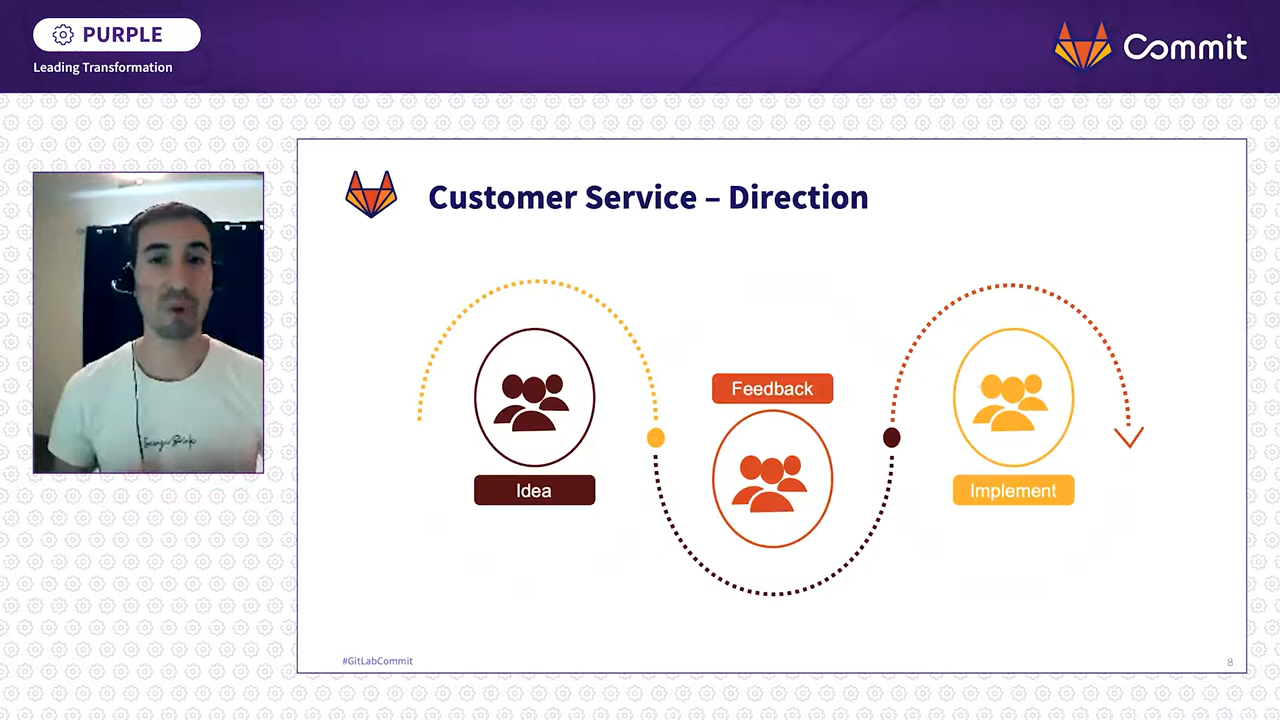 PURPLE
Leading Transformation
Commit
Customer Service – Direction
Feedback
Idea
Implement
#GitLabCommit
8